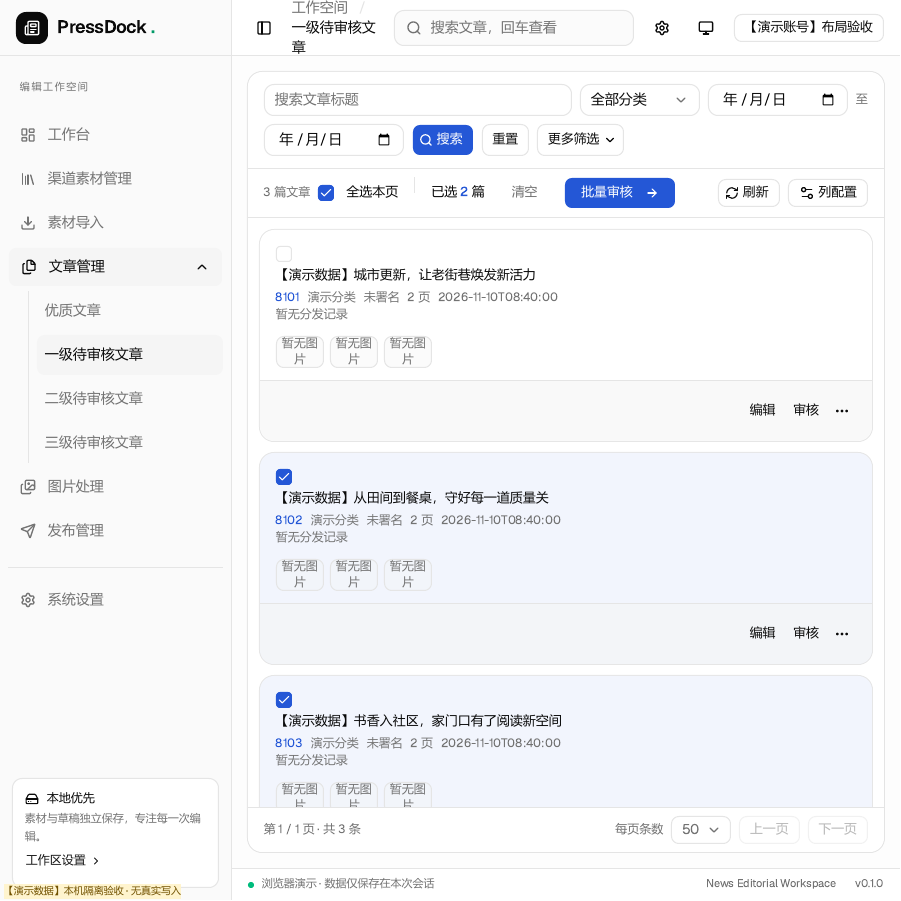 PressDock.
编辑工作空间
工作台
渠道素材管理
素材导入
文章管理
优质文章
一级待审核文章
二级待审核文章
三级待审核文章
图片处理
发布管理
系统设置
本地优先
素材与草稿独立保存，专注每一次编
辑。
工作区设置
【演示数据】本机隔离验收 · 无真实写入
工作空间 /
一级待审核文
章
搜索文章，回车查看
【演示账号】布局验收
搜索文章标题
全部分类
年 / 月 / 日
至
年 / 月 / 日
搜索
重置
更多筛选
3 篇文章
全选本页
已选 2 篇
清空
批量审核
刷新
列配置
【演示数据】城市更新，让老街巷焕发新活力
8101 演示分类 未署名 2 页 2026-11-10T08:40:00
暂无分发记录
暂无图
片
暂无图
片
暂无图
片
编辑 审核
【演示数据】从田间到餐桌，守好每一道质量关
8102 演示分类 未署名 2 页 2026-11-10T08:40:00
暂无分发记录
暂无图
片
暂无图
片
暂无图
片
编辑 审核
【演示数据】书香入社区，家门口有了阅读新空间
8103 演示分类 未署名 2 页 2026-11-10T08:40:00
暂无分发记录
暂无图
片
暂无图
片
暂无图
片
第 1 / 1 页 · 共 3 条
每页条数
50
上一页
下一页
浏览器演示 · 数据仅保存在本次会话
News Editorial Workspace
v0.1.0